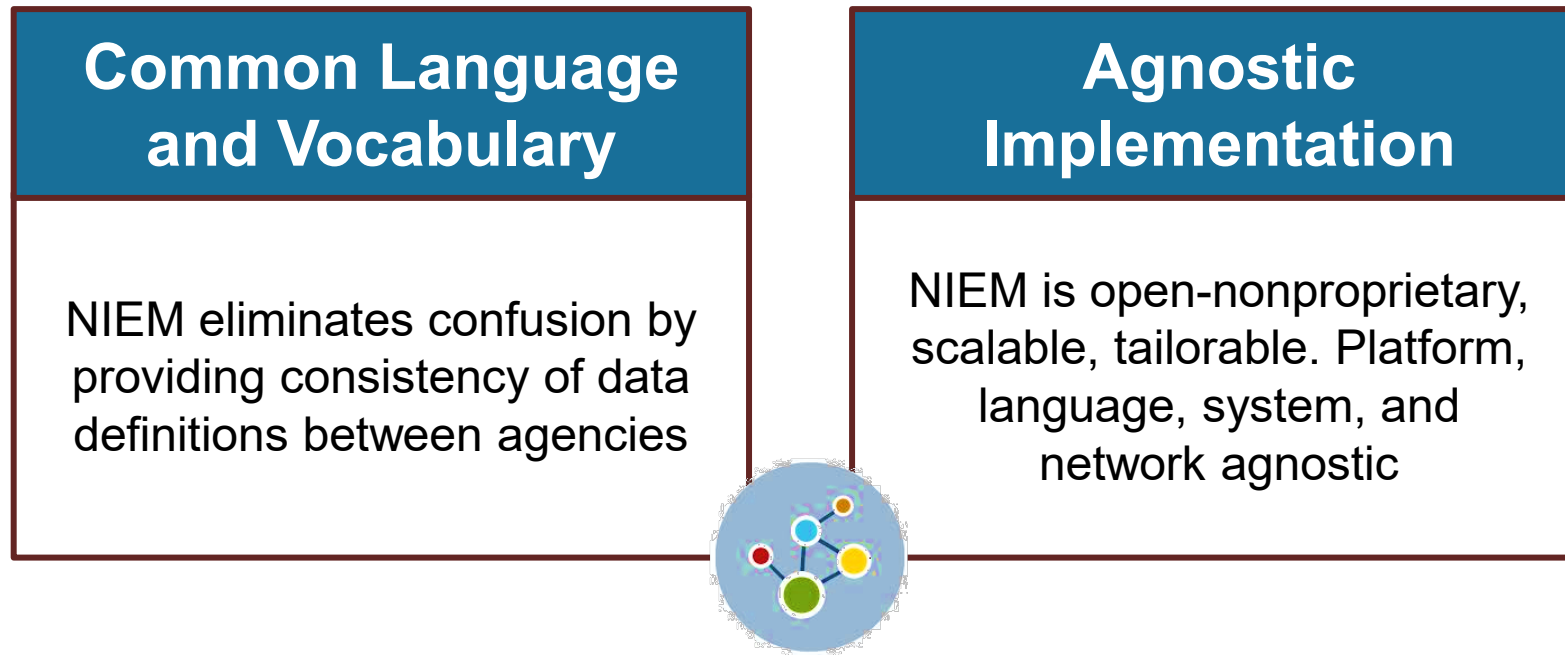 Common Language
and Vocabulary
NIEM eliminates confusion by
providing consistency of data
definitions between agencies
Agnostic
Implementation
NIEM is open-nonproprietary,
scalable, tailorable. Platform,
language, system, and
network agnostic